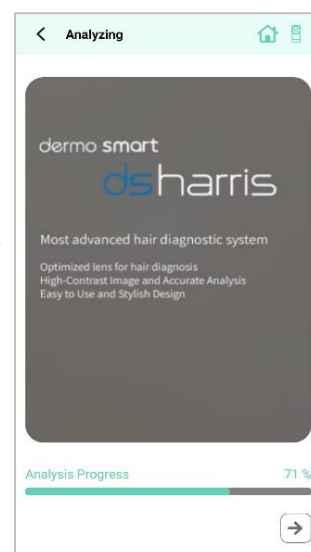 Analyzing
dermo smart
dsharris
Most advanced hair diagnostic system
Optimized lens for hair diagnosis
High-Contrast Image and Accurate Analysis
Easy to Use and Stylish Design
Analysis Progress 71 %